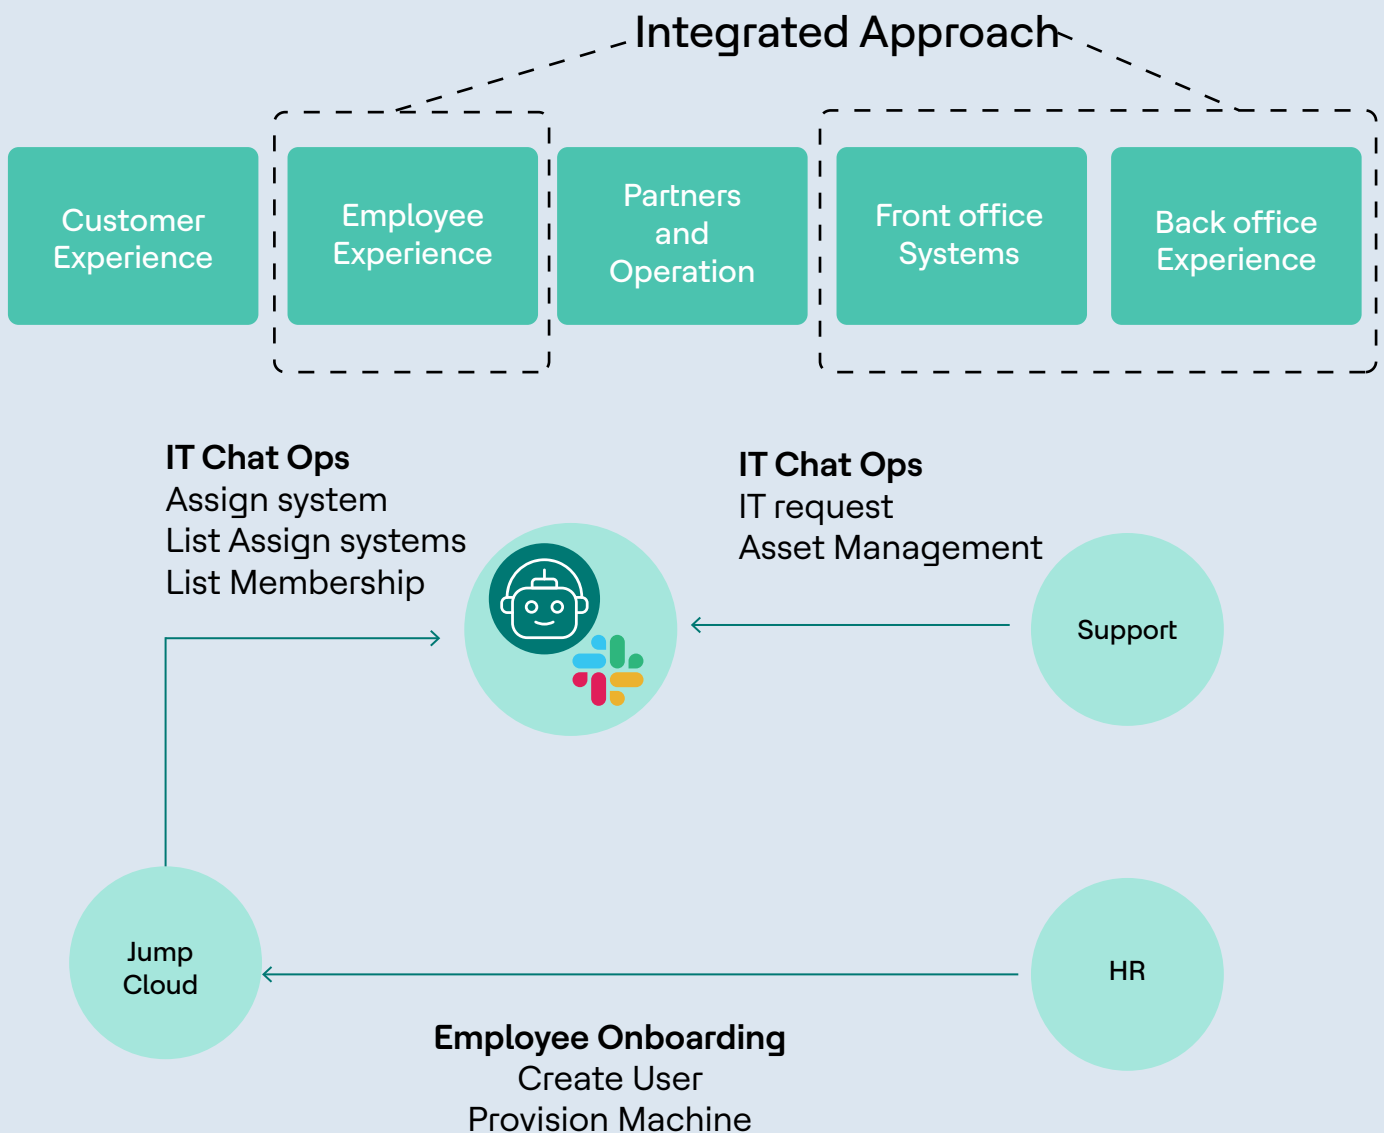 Integrated Approach
Customer
Experience
Employee
Experience
Partners
and
Operation
Front office
Systems
Back office
Experience
IT Chat Ops
Assign system
List Assign systems
List Membership
IT Chat Ops
IT request
Asset Management
Support
Jump
Cloud
HR
Employee Onboarding
Create User
Provision Machine